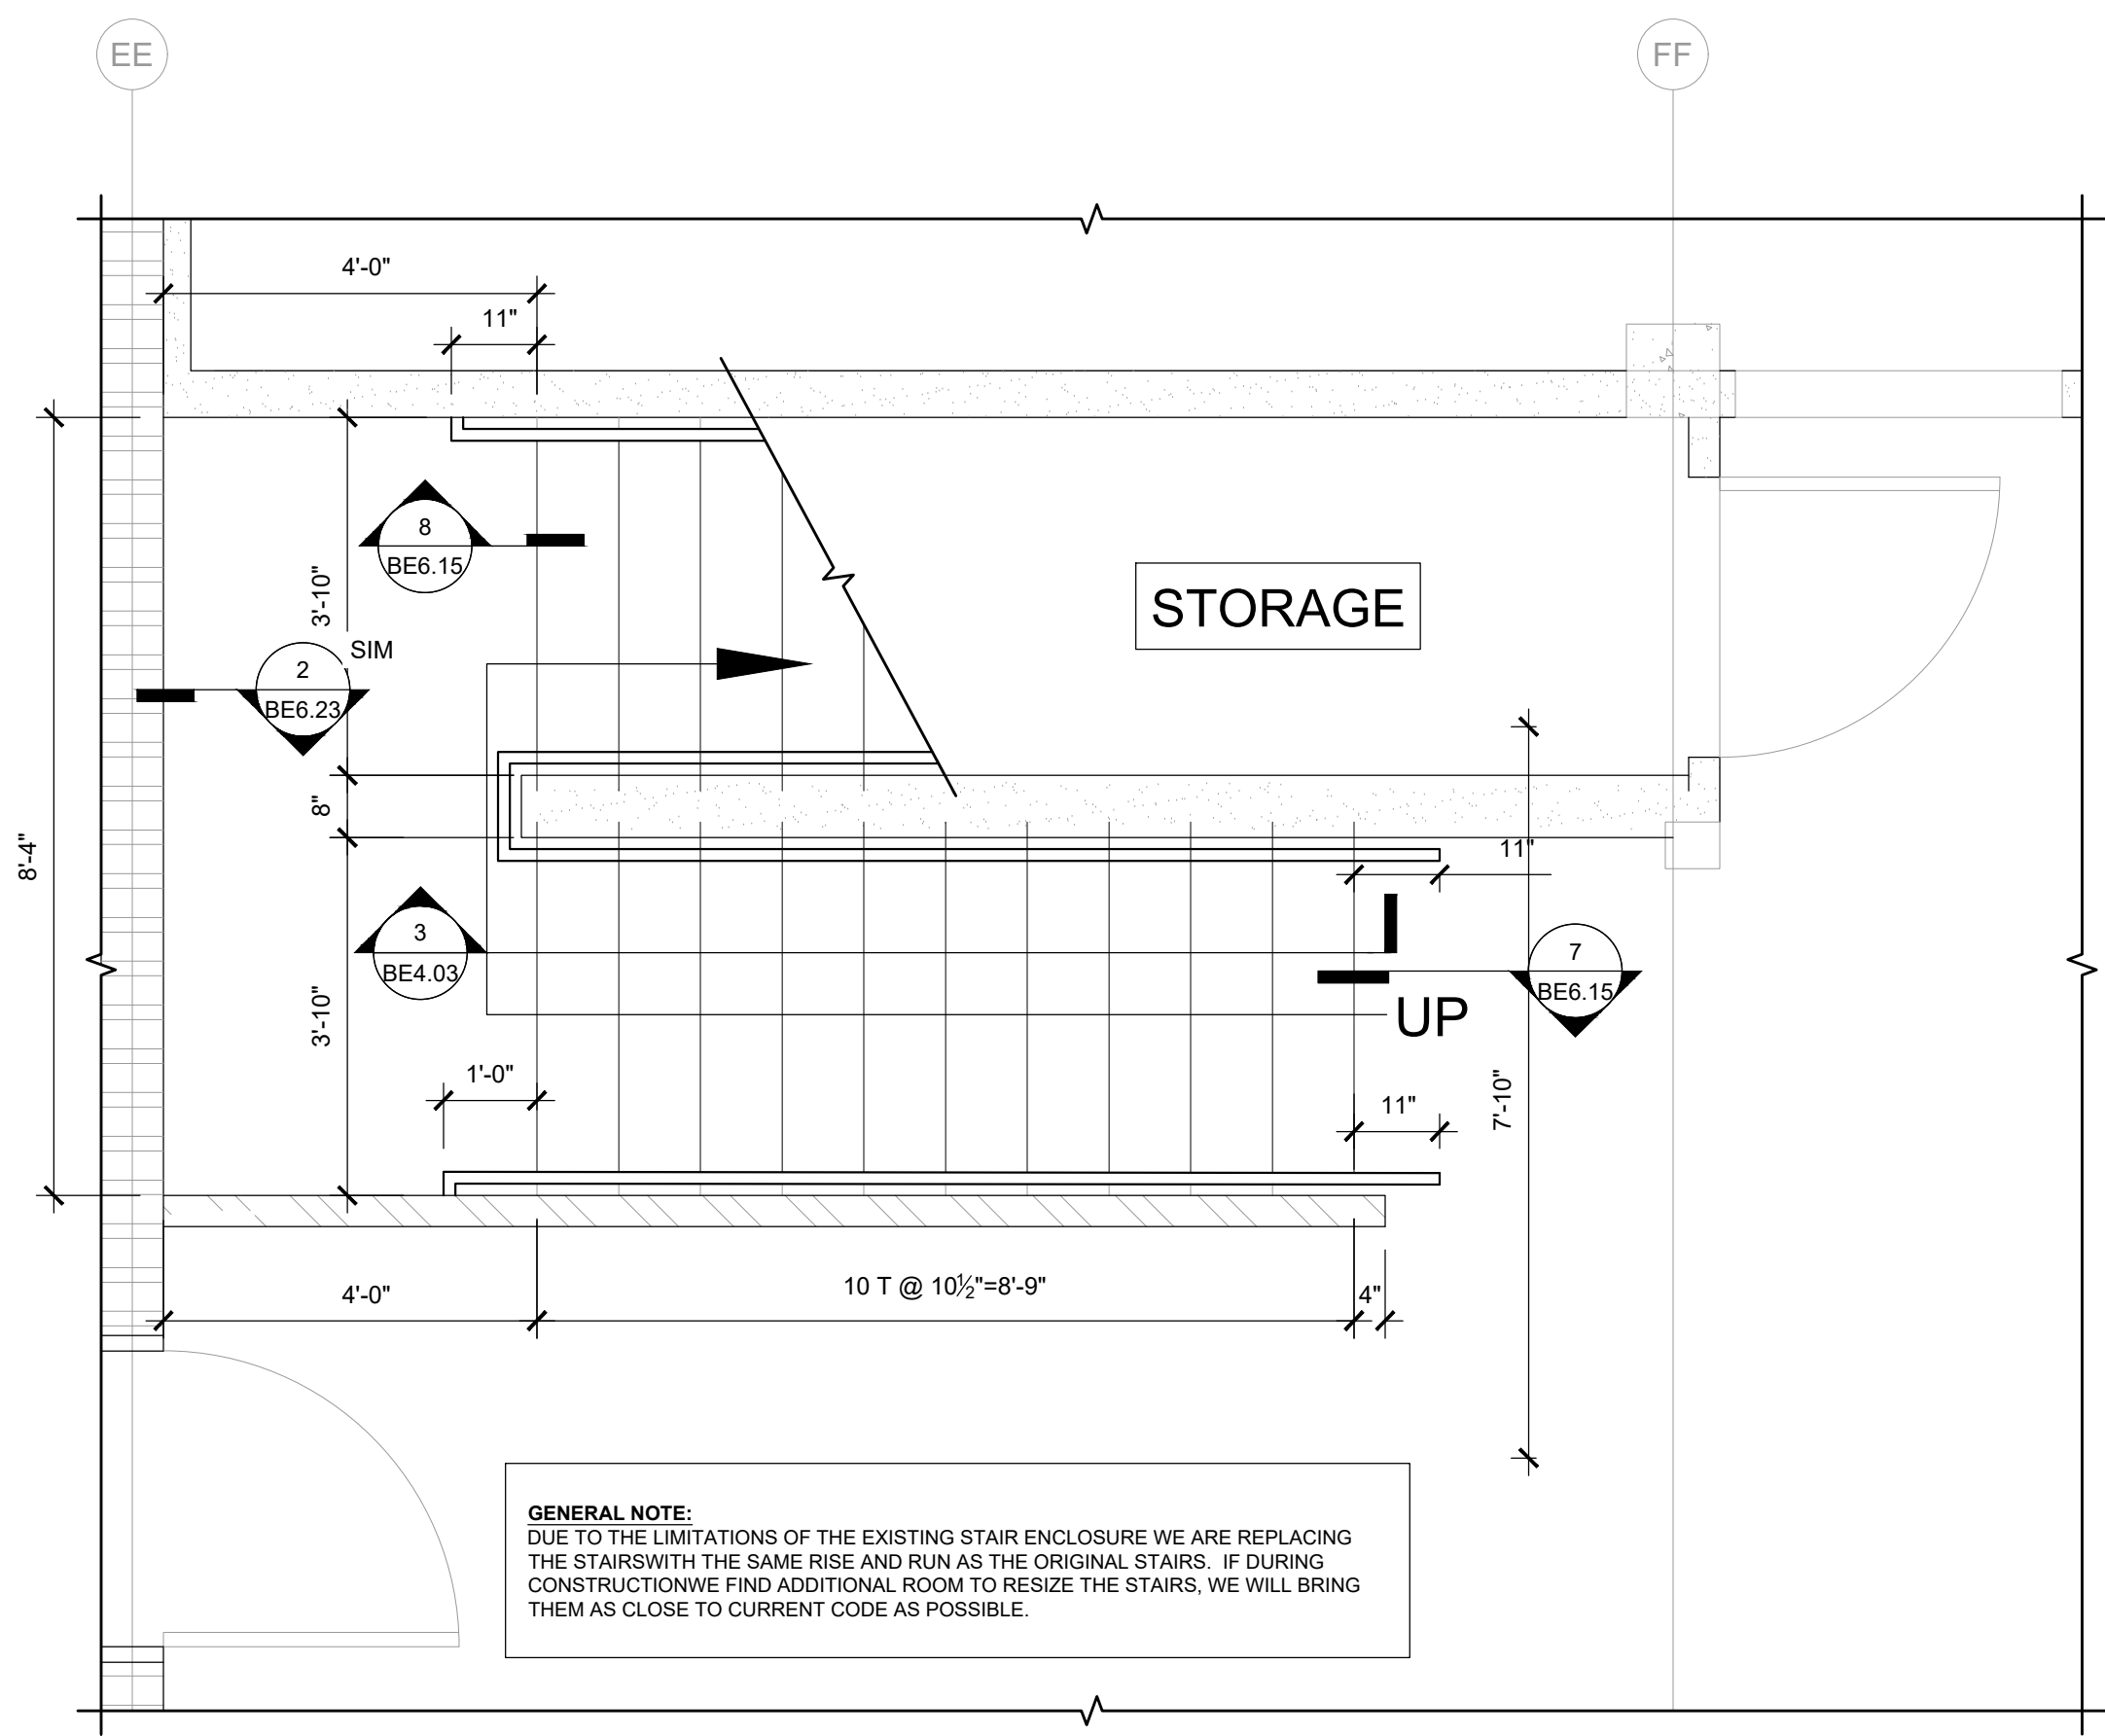 EE
FF
4'-0"
11"
8
BE6.15
3'-10"
STORAGE
SIM
2
BE6.23
8"
8'-4"
11"
3
BE4.03
7
BE6.15
UP
3'-10"
1'-0"
11"
7'-10"
4'-0"
10 T @ 10½"=8'-9"
4"
GENERAL NOTE:
DUE TO THE LIMITATIONS OF THE EXISTING STAIR ENCLOSURE WE ARE REPLACING
THE STAIRSWITH THE SAME RISE AND RUN AS THE ORIGINAL STAIRS. IF DURING
CONSTRUCTIONWE FIND ADDITIONAL ROOM TO RESIZE THE STAIRS, WE WILL BRING
THEM AS CLOSE TO CURRENT CODE AS POSSIBLE.